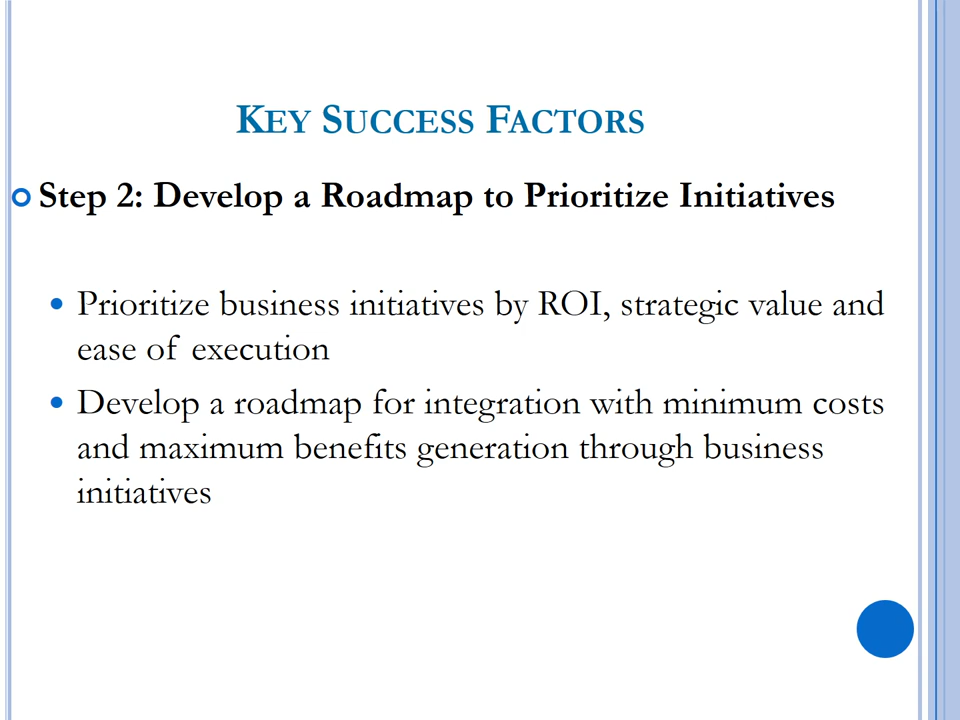 KEY SUCCESS FACTORS
Step 2: Develop a Roadmap to Prioritize Initiatives
Prioritize business initiatives by ROI, strategic value and
ease of execution
Develop a roadmap for integration with minimum costs
and maximum benefits generation through business
initiatives